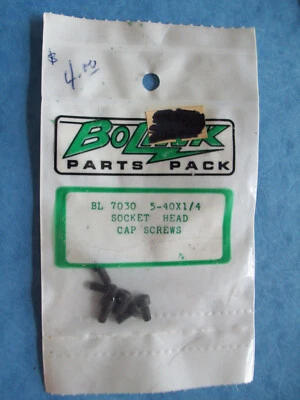 $ 4.00
BoLink
PARTS PACK
BL 7030 5-40X1/4
SOCKET HEAD
CAP SCREWS